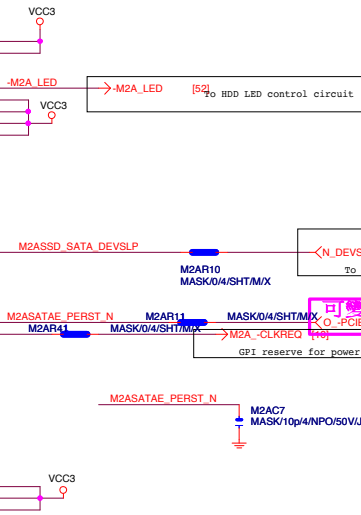 VCC3
-M2A_LED
-M2A_LED
[52]
To HDD LED control circuit
VCC3
M2ASSD_SATA_DEVSLP
N_DEVS
M2AR10
To
MASK/0/4/SHT/M/X
M2ASATAE_PERST_N
M2AR11
MASK/0/4/SHT/M/X
O_-PCIE
M2AR41
MASK/0/4/SHT/M/X
M2A_-CLKREQ
GPI reserve for power
M2ASATAE_PERST_N
M2AC7
MASK/10p/4/NPO/50V/J
VCC3